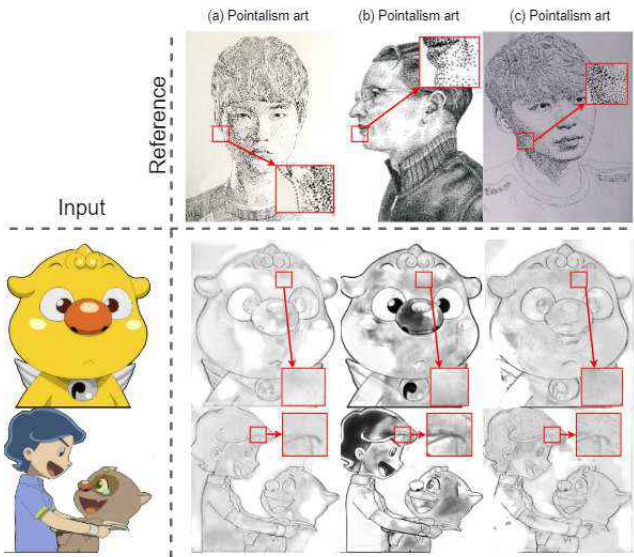 (a) Pointalism art
(b) Pointalism art
(c) Pointalism art
Reference
Input